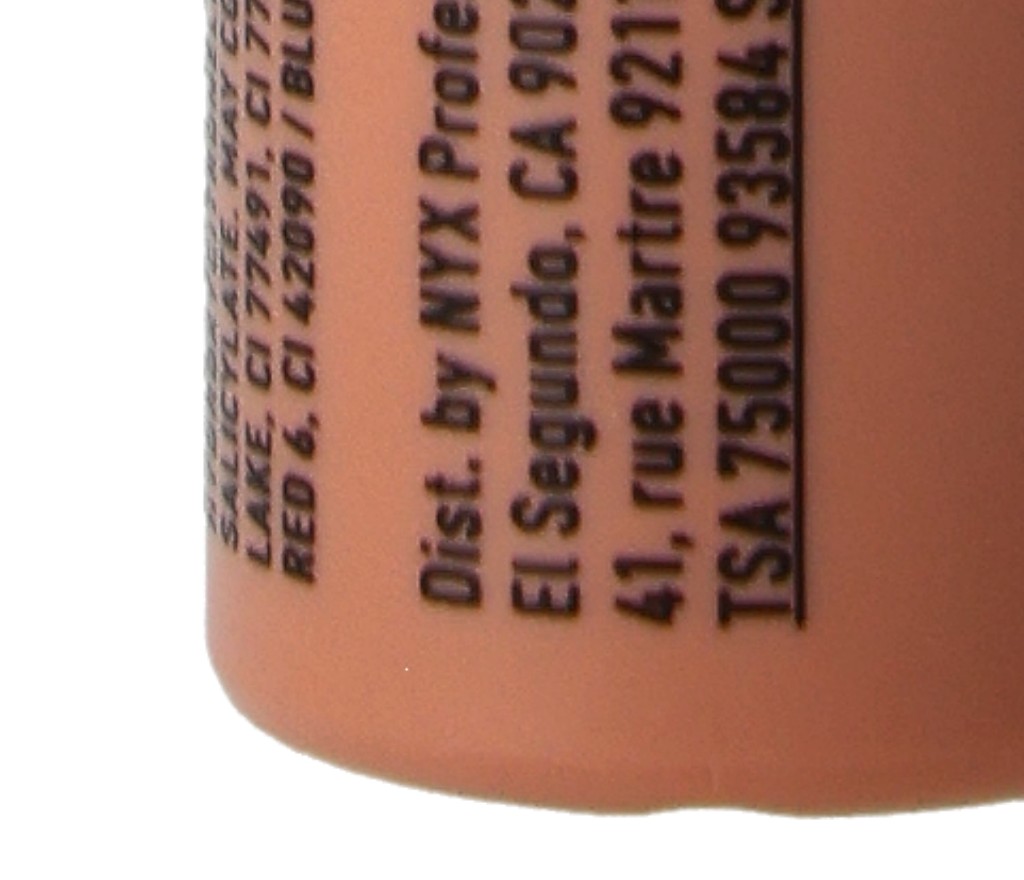 SALICYLATE. MAY CO
LAKE, CI 77491, CI 77
RED 6, CI 42090 / BLU
Dist. by NYX Profe
El Segundo, CA 902
41, rue Martre 9211
TSA 75000 93584 S